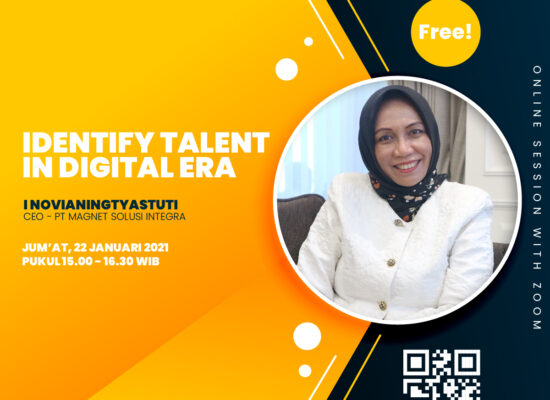 Free!
IDENTIFY TALENT
IN DIGITAL ERA
I NOVIANINGTYASTUTI
CEO - PT MAGNET SOLUSI INTEGRA
JUM'AT, 22 JANUARI 2021
PUKUL 15.00 - 16.30 WIB
ONLINE SESSION WITH ZOOM